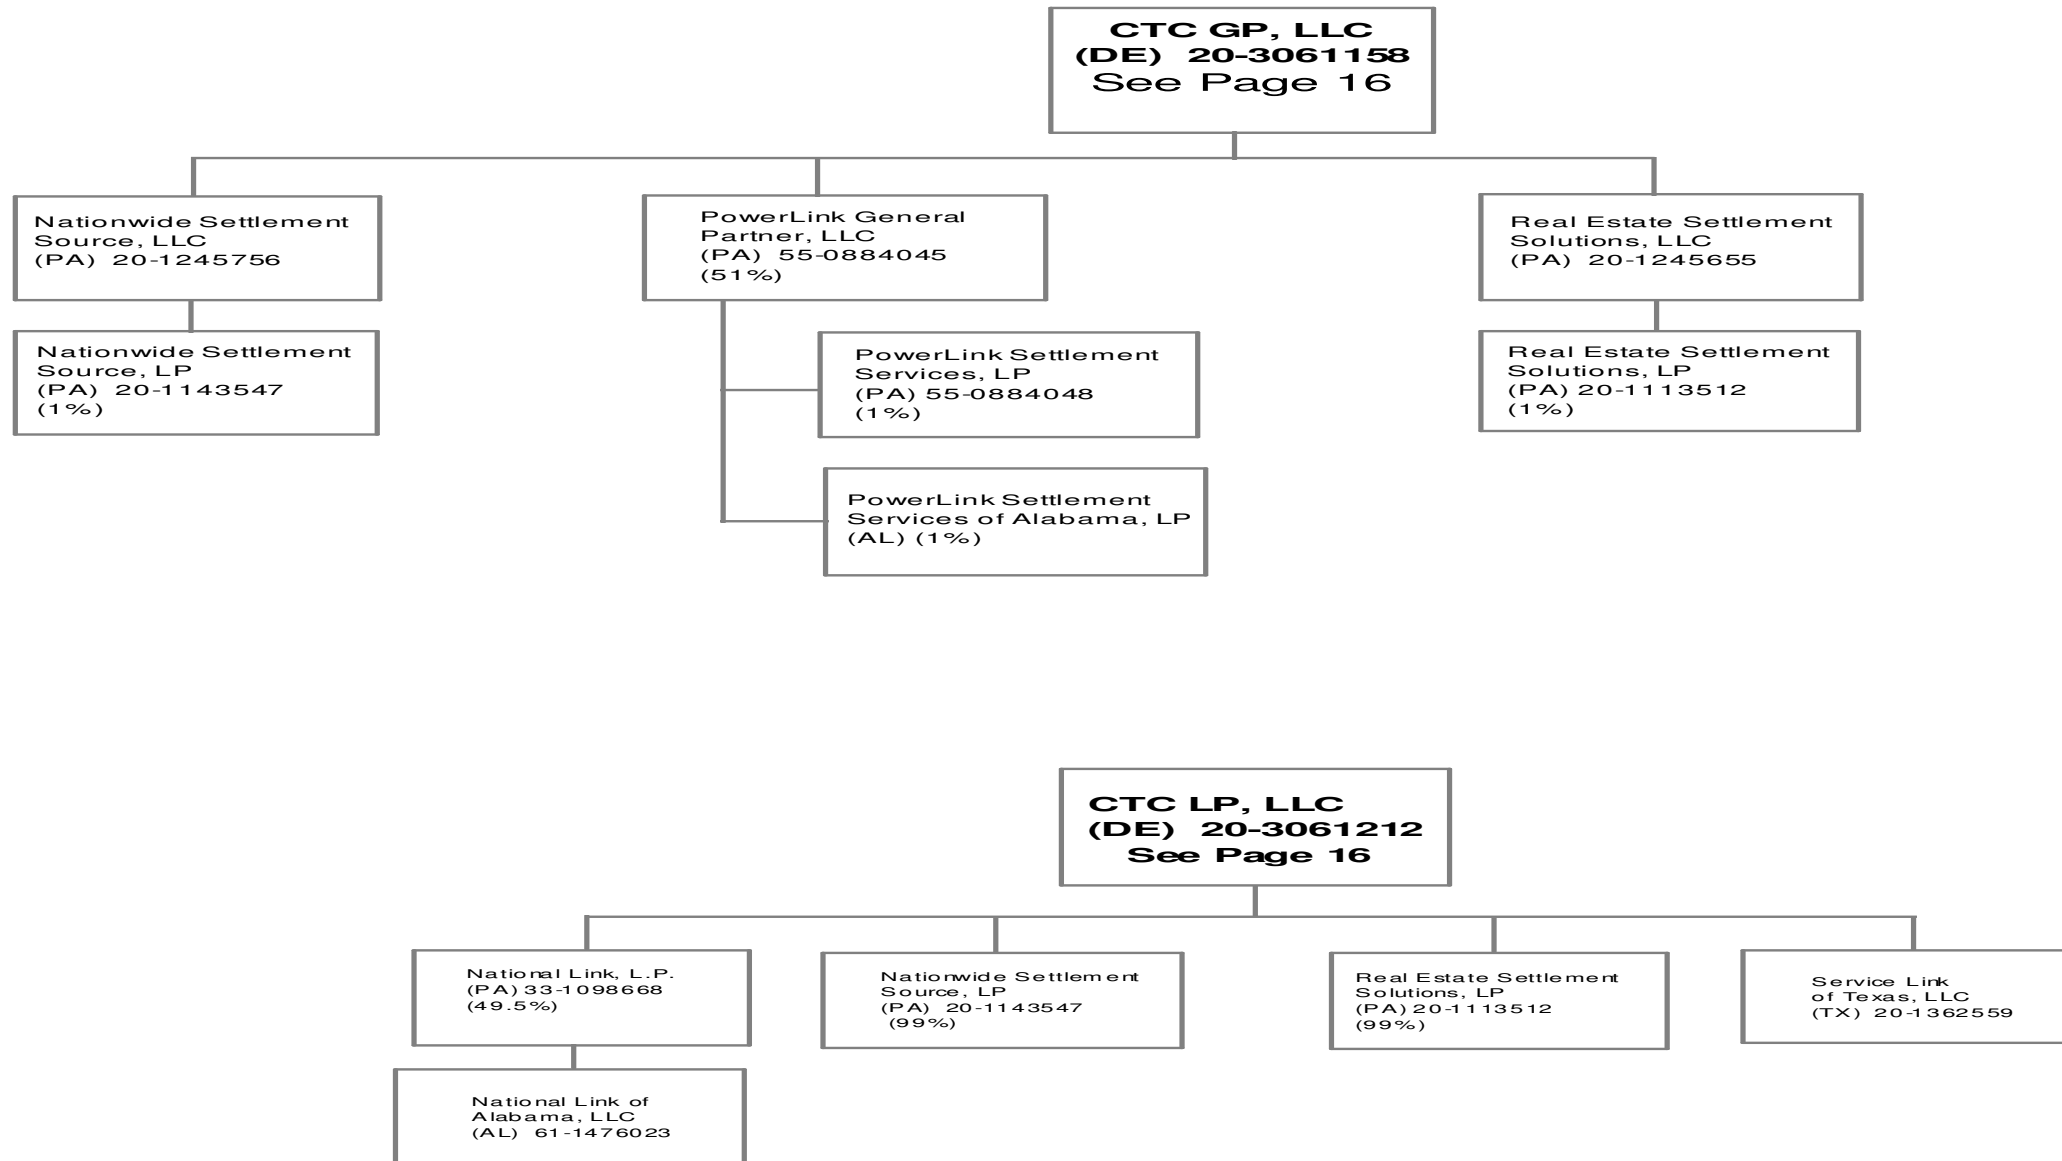 CTC GP, LLC
(DE) 20-3061158
See Page 16
Nationwide Settlement
Source, LLC
(PA) 20-1245756
PowerLink General
Partner, LLC
(PA) 55-0884045
(51%)
Real Estate Settlement
Solutions, LLC
(PA) 20-1245655
Nationwide Settlement
Source, LP
(PA) 20-1143547
(1%)
PowerLink Settlement
Services, LP
(PA) 55-0884048
(1%)
Real Estate Settlement
Solutions, LP
(PA) 20-1113512
(1%)
PowerLink Settlement
Services of Alabama, LP
(AL) (1%)
CTC LP, LLC
(DE) 20-3061212
See Page 16
National Link, L.P.
(PA) 33-1098668
(49.5%)
Nationwide Settlement
Source, LP
(PA) 20-1143547
(99%)
Real Estate Settlement
Solutions, LP
(PA) 20-1113512
(99%)
Service Link
of Texas, LLC
(TX) 20-1362559
National Link of
Alabama, LLC
(AL) 61-1476023